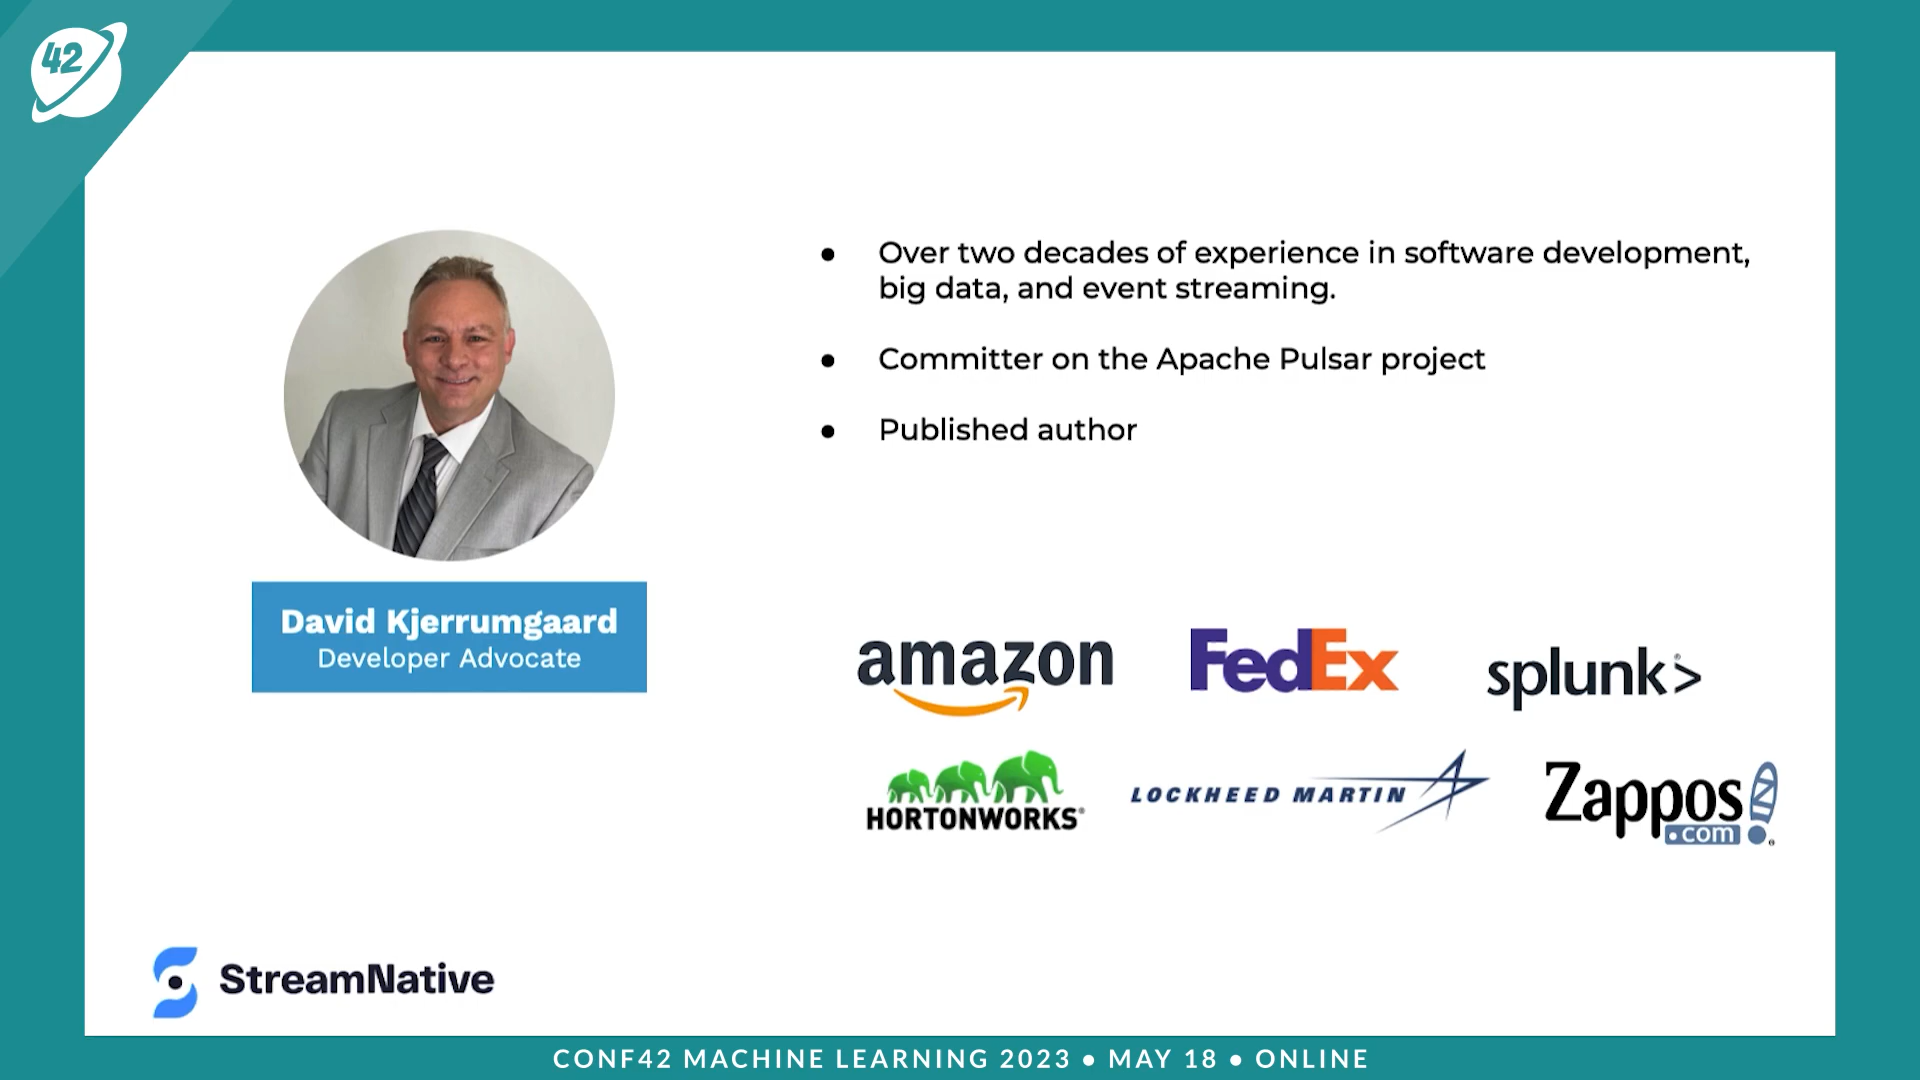 42
Over two decades of experience in software development,
big data, and event streaming.
Committer on the Apache Pulsar project
Published author
David Kjerrumgaard
Developer Advocate
amazon
FedEx
splunk>
HORTONWORKS
LOCKHEED MARTIN
Zappos
.com
StreamNative
CONF42 MACHINE LEARNING 2023 • MAY 18 • ONLINE